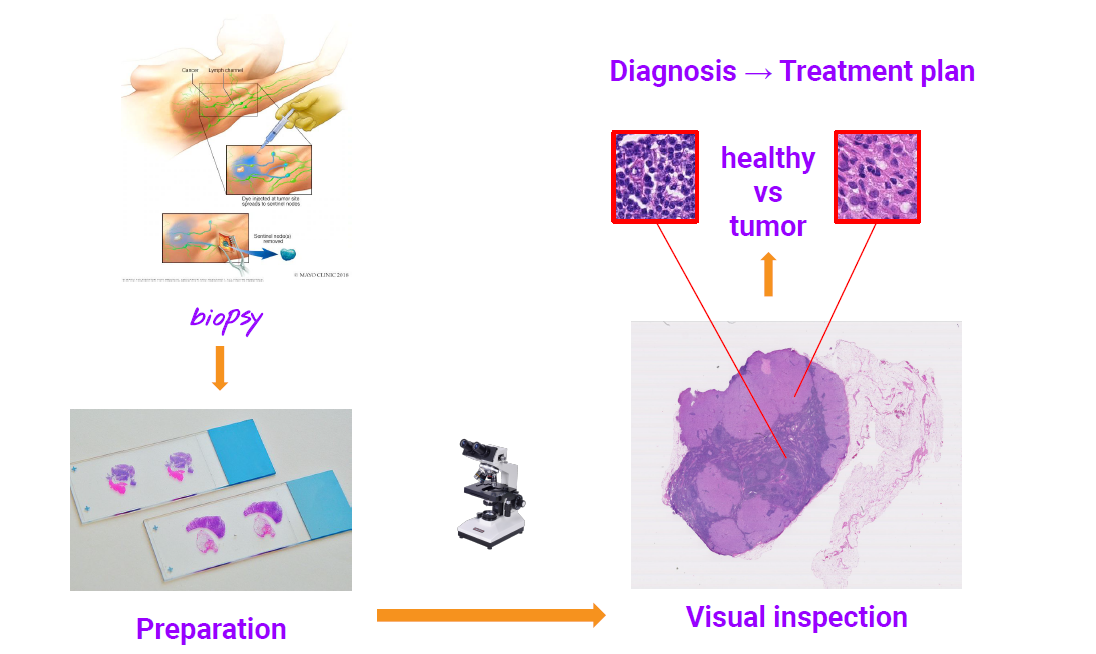 Cancer
Lymph channel
Dye injected at tumor site
spreads to sentinel nodes.
Sentinel node(s)
removed
© MAYO CLINIC 2018
biopsy
Preparation
Visual inspection
healthy
vs
tumor
Diagnosis → Treatment plan